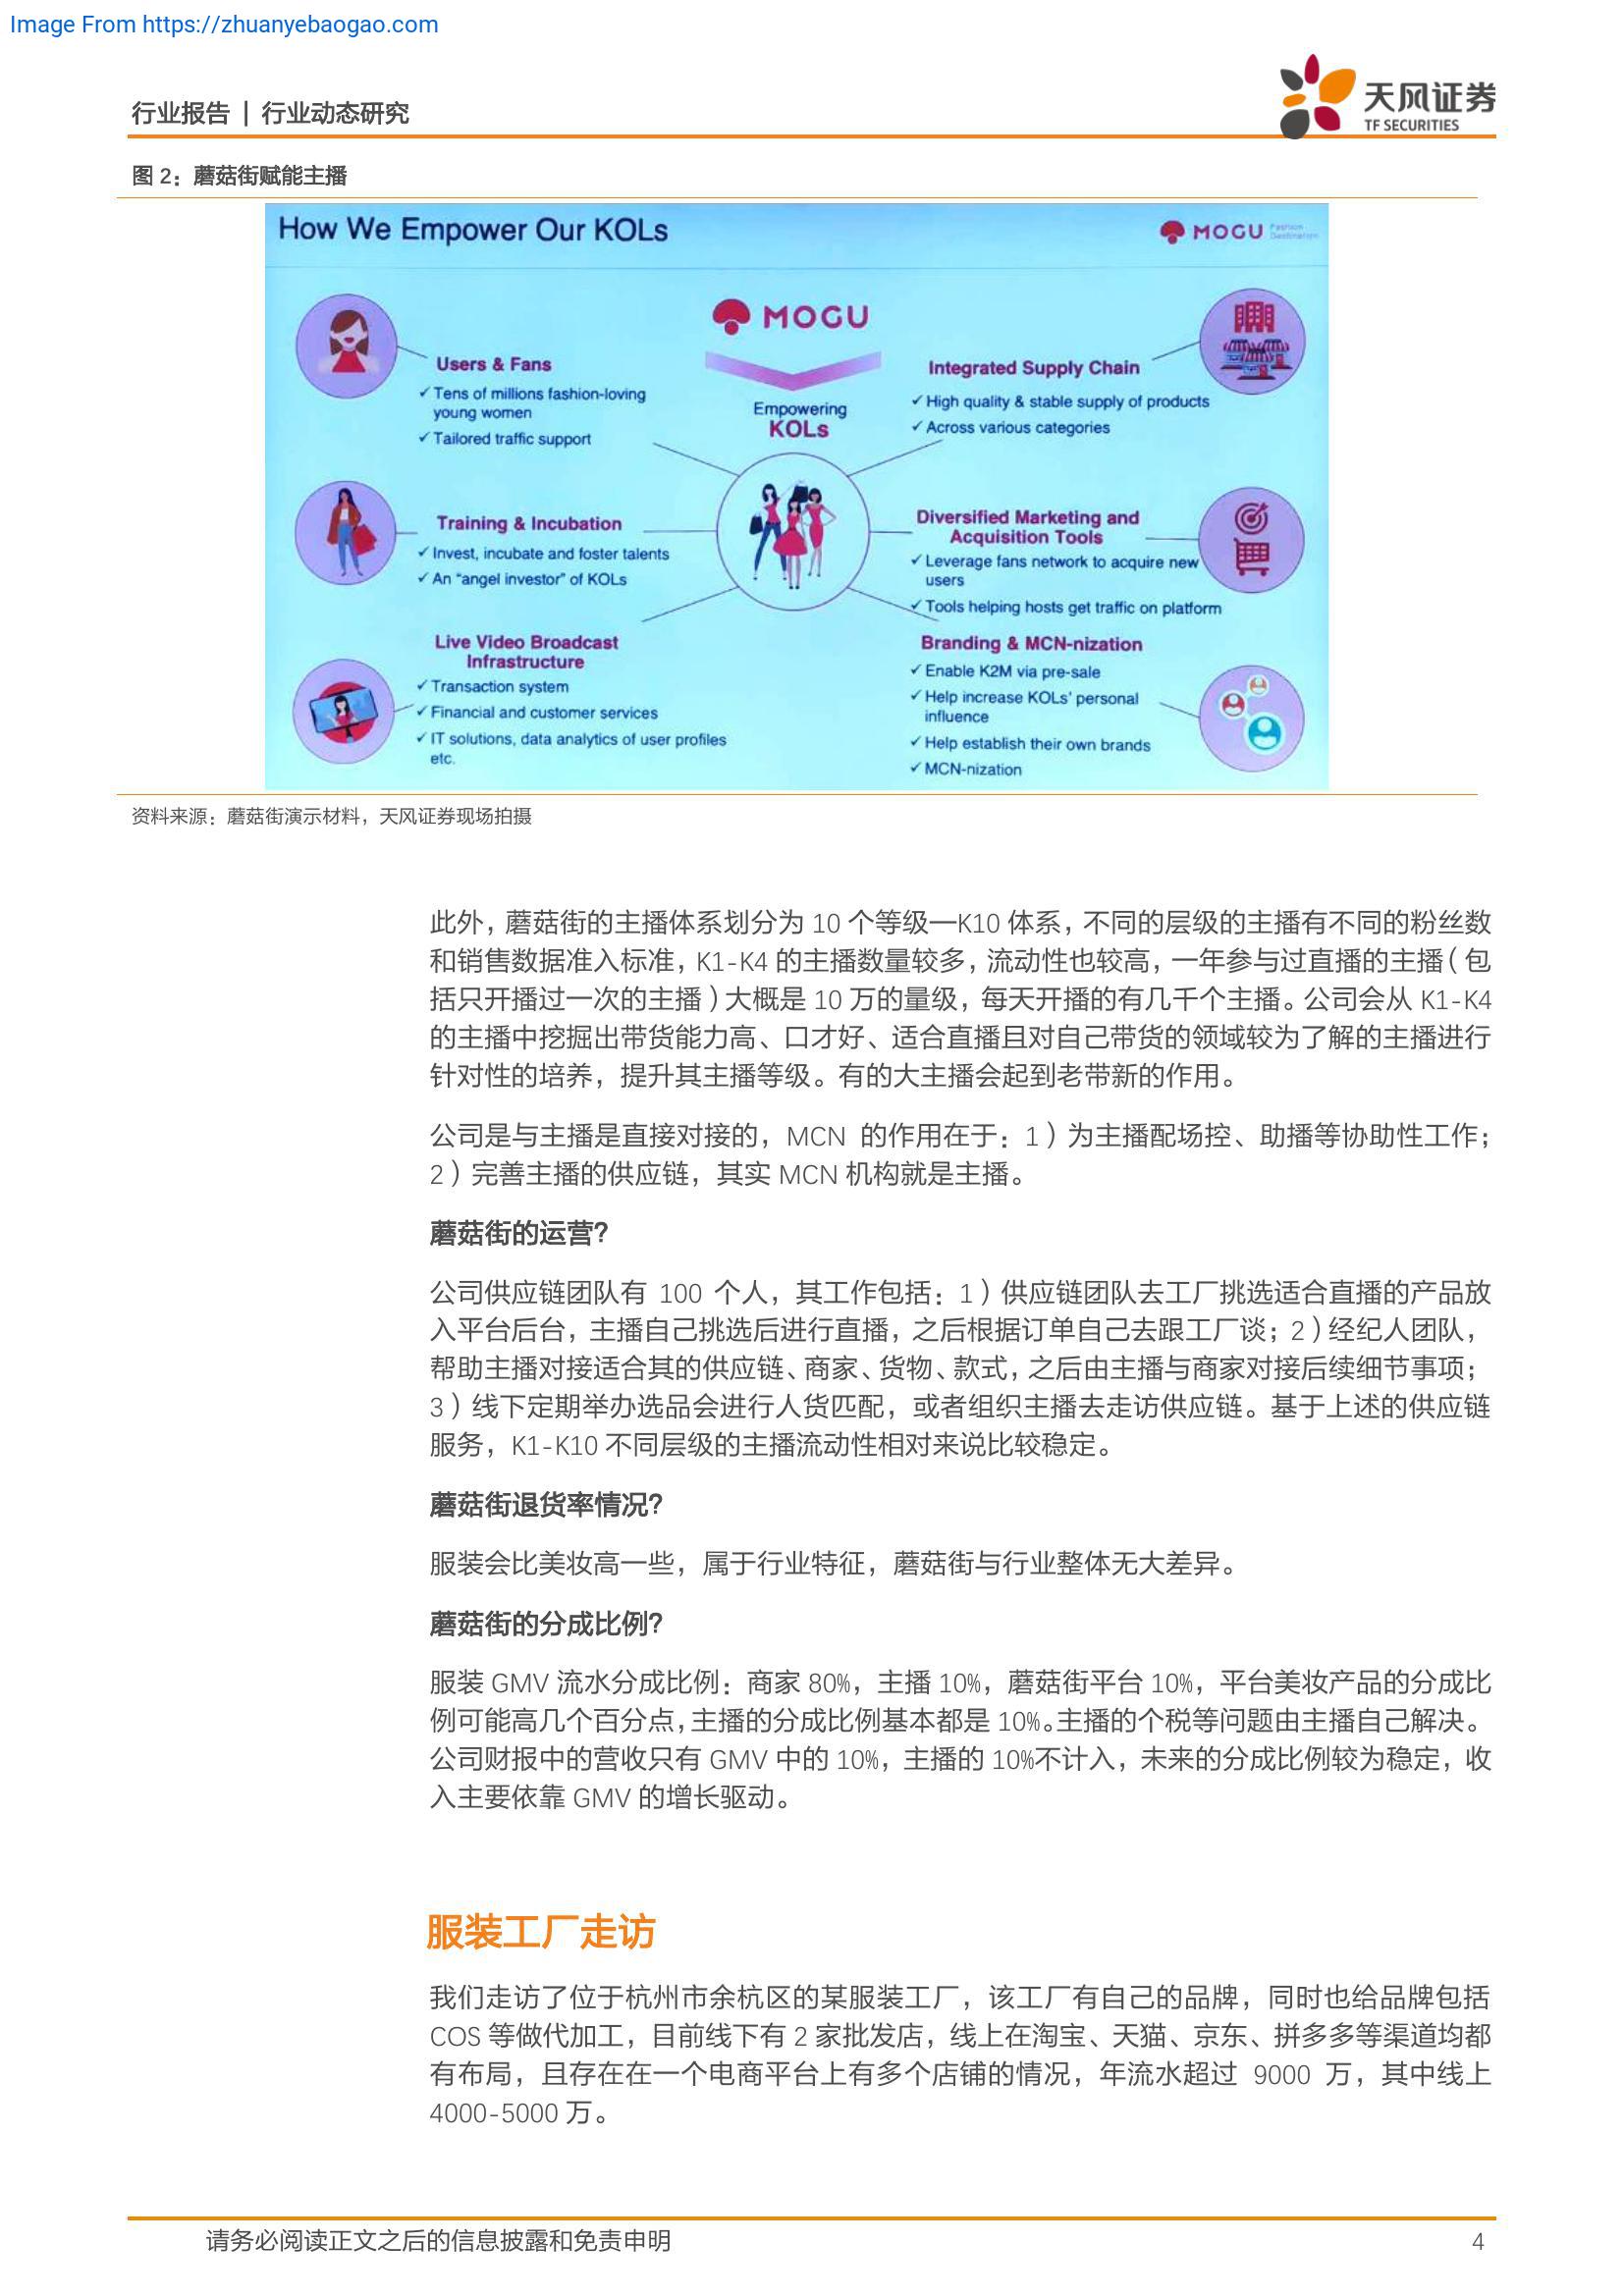 Image From https://zhuanyebaogao.com
行业报告 | 行业动态研究
天风证券
TF SECURITIES
图 2：蘑菇街赋能主播
How We Empower Our KOLs
MOGU Fashion Destination
MOGU
Empowering
KOLs
Users & Fans
✓ Tens of millions fashion-loving
young women
✓ Tailored traffic support
Training & Incubation
✓ Invest, incubate and foster talents
✓ An “angel investor” of KOLs
Live Video Broadcast
Infrastructure
✓ Transaction system
✓ Financial and customer services
✓ IT solutions, data analytics of user profiles
etc.
Integrated Supply Chain
✓ High quality & stable supply of products
✓ Across various categories
Diversified Marketing and
Acquisition Tools
✓ Leverage fans network to acquire new
users
✓ Tools helping hosts get traffic on platform
Branding & MCN-nization
✓ Enable K2M via pre-sale
✓ Help increase KOLs’ personal
influence
✓ Help establish their own brands
✓ MCN-nization
资料来源：蘑菇街演示材料，天风证券现场拍摄
此外，蘑菇街的主播体系划分为 10 个等级—K10 体系，不同的层级的主播有不同的粉丝数
和销售数据准入标准，K1-K4 的主播数量较多，流动性也较高，一年参与过直播的主播（包
括只开播过一次的主播）大概是 10 万的量级，每天开播的有几千个主播。公司会从 K1-K4
的主播中挖掘出带货能力高、口才好、适合直播且对自己带货的领域较为了解的主播进行
针对性的培养，提升其主播等级。有的大主播会起到老带新的作用。
公司是与主播是直接对接的，MCN 的作用在于：1）为主播配场控、助播等协助性工作；
2）完善主播的供应链，其实 MCN 机构就是主播。
蘑菇街的运营？
公司供应链团队有 100 个人，其工作包括：1）供应链团队去工厂挑选适合直播的产品放
入平台后台，主播自己挑选后进行直播，之后根据订单自己去跟工厂谈；2）经纪人团队，
帮助主播对接适合其的供应链、商家、货物、款式，之后由主播与商家对接后续细节事项；
3）线下定期举办选品会进行人货匹配，或者组织主播去走访供应链。基于上述的供应链
服务，K1-K10 不同层级的主播流动性相对来说比较稳定。
蘑菇街退货率情况？
服装会比美妆高一些，属于行业特征，蘑菇街与行业整体无大差异。
蘑菇街的分成比例？
服装 GMV 流水分成比例：商家 80%，主播 10%，蘑菇街平台 10%，平台美妆产品的分成比
例可能高几个百分点，主播的分成比例基本都是 10%。主播的个税等问题由主播自己解决。
公司财报中的营收只有 GMV 中的 10%，主播的 10%不计入，未来的分成比例较为稳定，收
入主要依靠 GMV 的增长驱动。
服装工厂走访
我们走访了位于杭州市余杭区的某服装工厂，该工厂有自己的品牌，同时也给品牌包括
COS 等做代加工，目前线下有 2 家批发店，线上在淘宝、天猫、京东、拼多多等渠道均都
有布局，且存在在一个电商平台上有多个店铺的情况，年流水超过 9000 万，其中线上
4000-5000 万。
请务必阅读正文之后的信息披露和免责申明
4